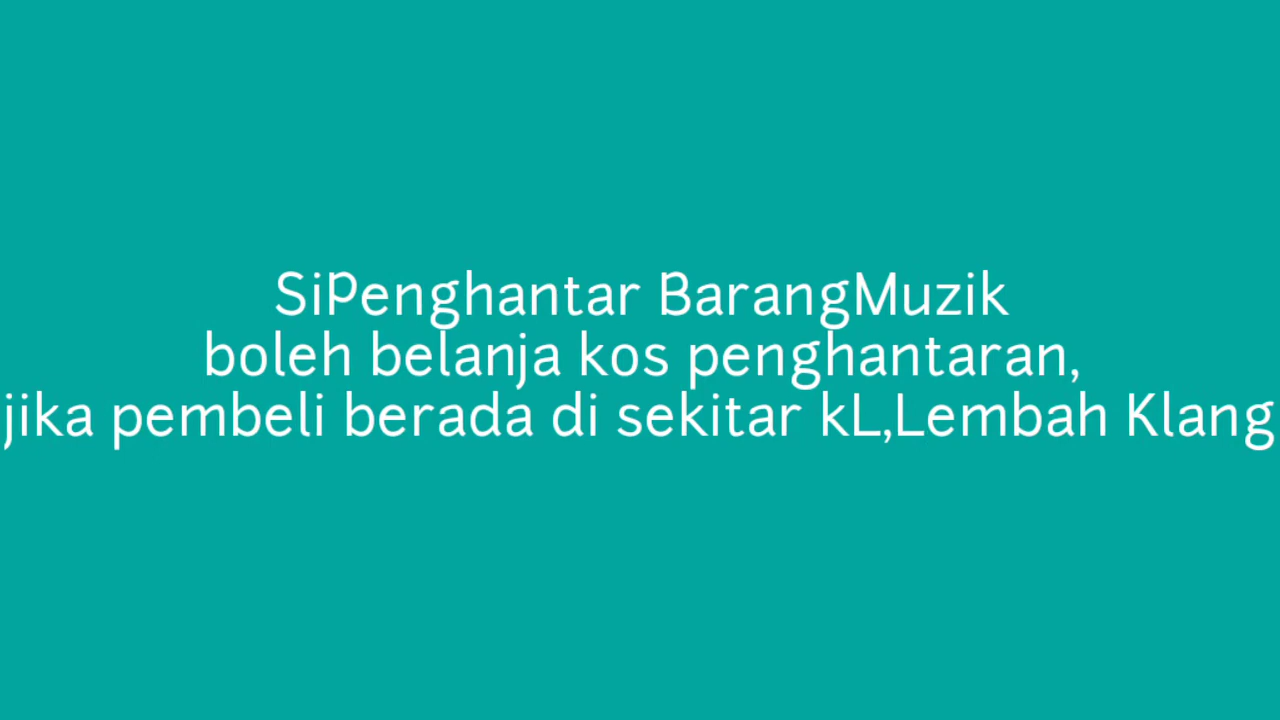 SiPenghantar BarangMuzik
boleh belanja kos penghantaran,
jika pembeli berada di sekitar kL,Lembah Klang